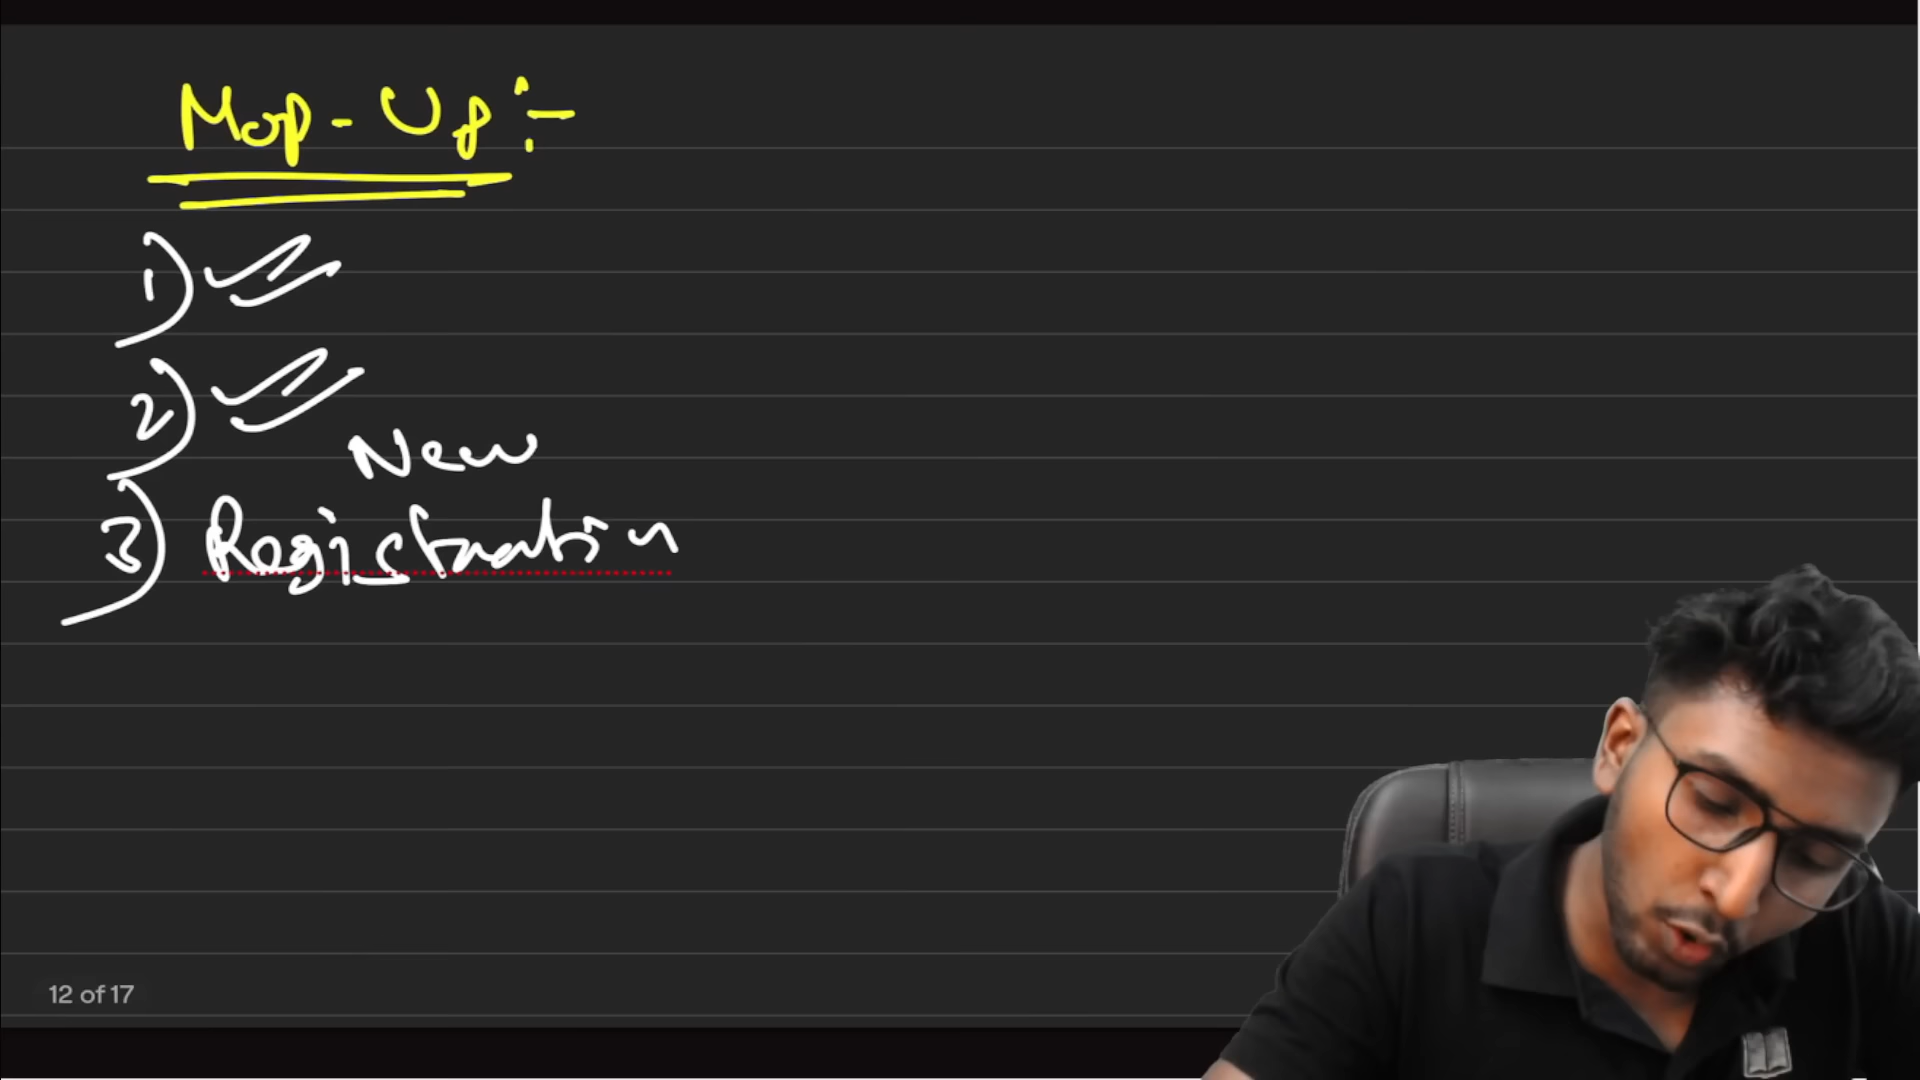 Mop-Up:-
1)
2)
New
3) Registration
12 of 17